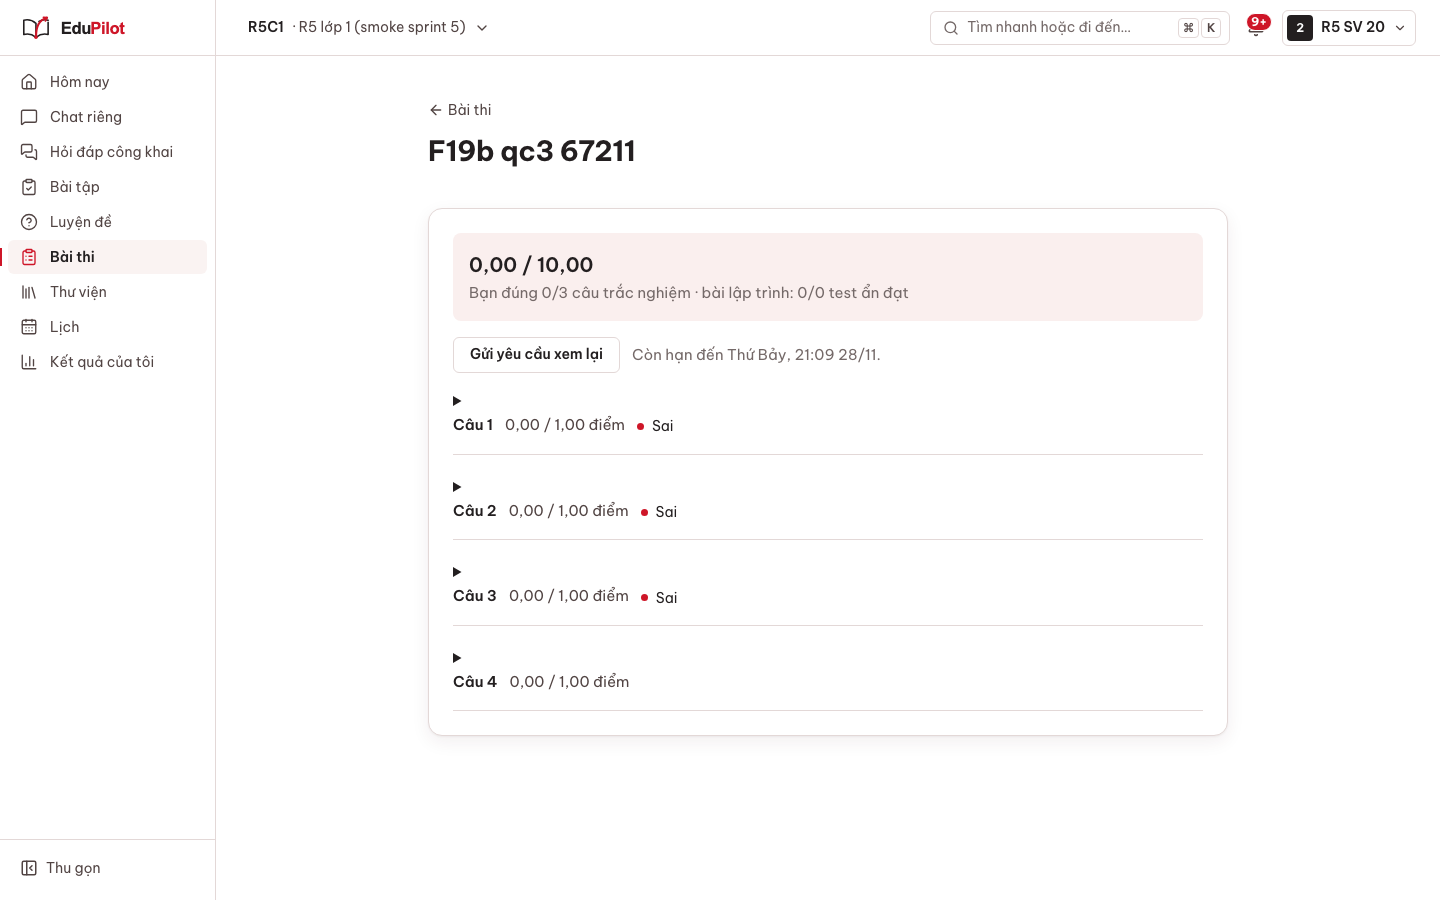 EduPilot
R5C1 · R5 lớp 1 (smoke sprint 5)
Tìm nhanh hoặc đi đến... ⌘ K
9+
2 R5 SV 20
Hôm nay
Chat riêng
Hỏi đáp công khai
Bài tập
Luyện đề
Bài thi
Thư viện
Lịch
Kết quả của tôi
Thu gọn
← Bài thi
F19b qc3 67211
0,00 / 10,00
Bạn đúng 0/3 câu trắc nghiệm · bài lập trình: 0/0 test ẩn đạt
Gửi yêu cầu xem lại Còn hạn đến Thứ Bảy, 21:09 28/11.
Câu 1 0,00 / 1,00 điểm Sai
Câu 2 0,00 / 1,00 điểm Sai
Câu 3 0,00 / 1,00 điểm Sai
Câu 4 0,00 / 1,00 điểm